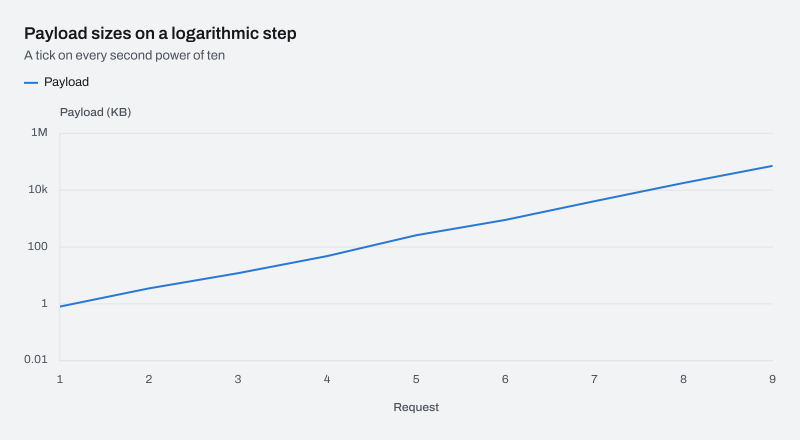 Payload sizes on a logarithmic step
A tick on every second power of ten
Payload
Payload (KB)
1M
10k
100
1
0.01
1 2 3 4 5 6 7 8 9
Request